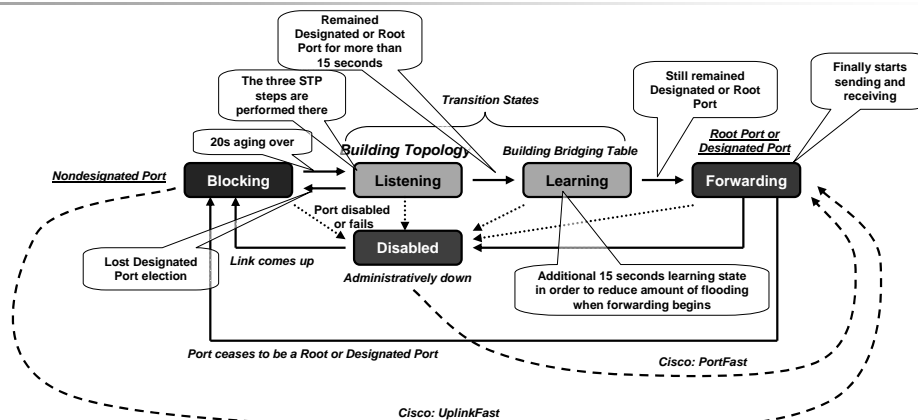 Remained
Designated or Root
Port for more than
15 seconds
The three STP
steps are
performed there
Transition States
Still remained
Designated or Root
Port
Finally starts
sending and
receiving
20s aging over
Building Topology
Building Bridging Table
Root Port or
Designated Port
Nondesignated Port
Blocking
Listening
Learning
Forwarding
Port disabled
or fails
Disabled
Lost Designated
Port election
Link comes up
Administratively down
Additional 15 seconds learning state
in order to reduce amount of flooding
when forwarding begins
Port ceases to be a Root or Designated Port
Cisco: PortFast
Cisco: UplinkFast